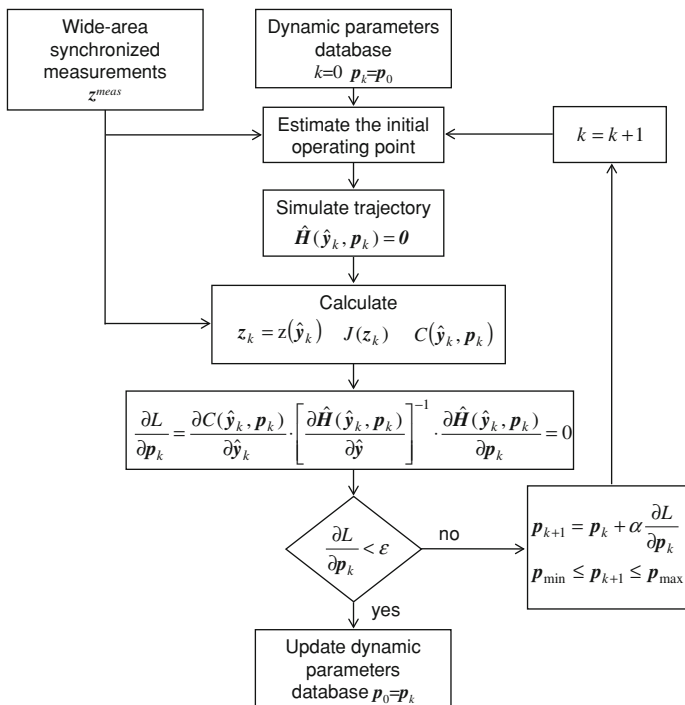 Wide-area
synchronized
measurements
z^{meas}
Dynamic parameters
database
k=0 p_k=p_0
Estimate the initial
operating point
k = k+1
Simulate trajectory
Ĥ(ŷ_k, p_k) = 0
Calculate
z_k = z(ŷ_k) J(z_k) C(ŷ_k, p_k)
∂L/∂p_k = ∂C(ŷ_k, p_k)/∂ŷ_k · [∂Ĥ(ŷ_k, p_k)/∂ŷ]^{-1} · ∂Ĥ(ŷ_k, p_k)/∂p_k = 0
∂L/∂p_k < ε
no
p_{k+1} = p_k + α ∂L/∂p_k
p_min ≤ p_{k+1} ≤ p_max
yes
Update dynamic
parameters
database p_0=p_k